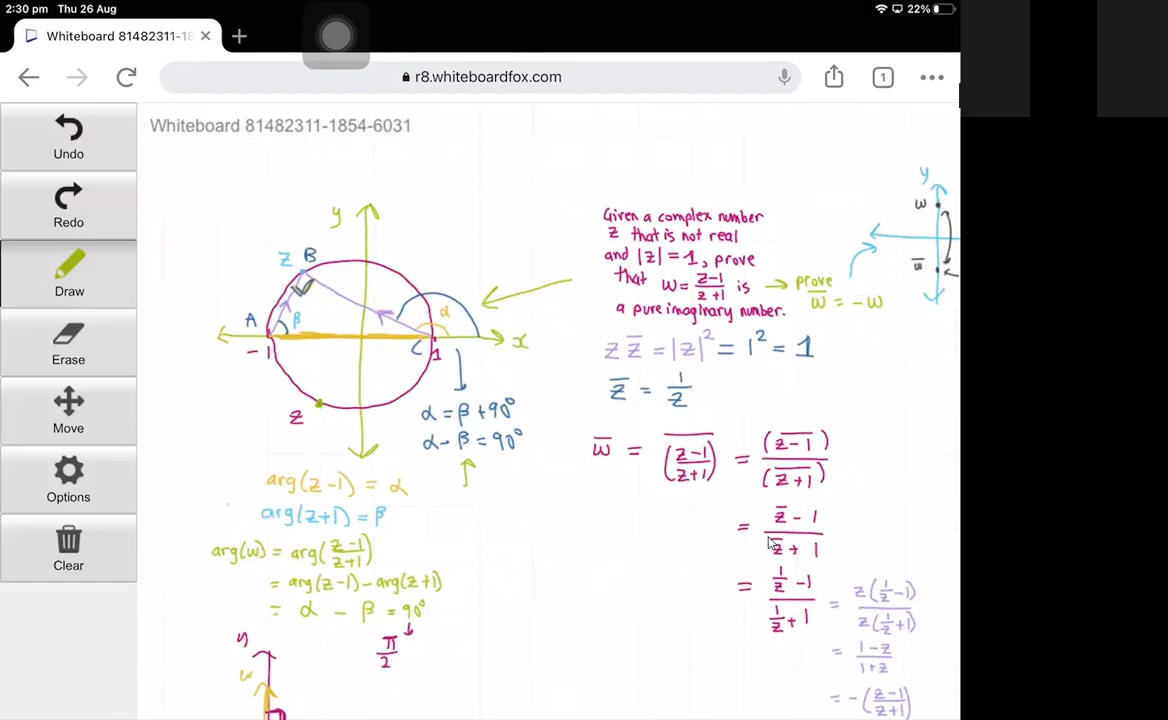 2:30 pm Thu 26 Aug
22%
Whiteboard 81482311-18
r8.whiteboardfox.com
1
Undo
Redo
Draw
Erase
Move
Options
Clear
Whiteboard 81482311-1854-6031
y
z B
A
β
α
-1
C
1
x
z
α = β + 90°
α - β = 90°
arg(z-1) = α
arg(z+1) = β
arg(w) = arg((z-1)/(z+1))
= arg(z-1) - arg(z+1)
= α - β = 90°
π/2
y
w
Given a complex number
z that is not real
and |z| = 1, prove
that w = (z-1)/(z+1) is
a pure imaginary number.
→ prove
w̅ = -w
y
w
w̅
z z̅ = |z|² = 1² = 1
z̅ = 1/z
w̅ = \overline{((z-1)/(z+1))} = (\overline{z-1})/(\overline{z+1})
= (z̅ - 1)/(z̅ + 1)
= (1/z - 1)/(1/z + 1) = z(1/z - 1)/z(1/z + 1)
= (1-z)/(1+z)
= -((z-1)/(z+1))